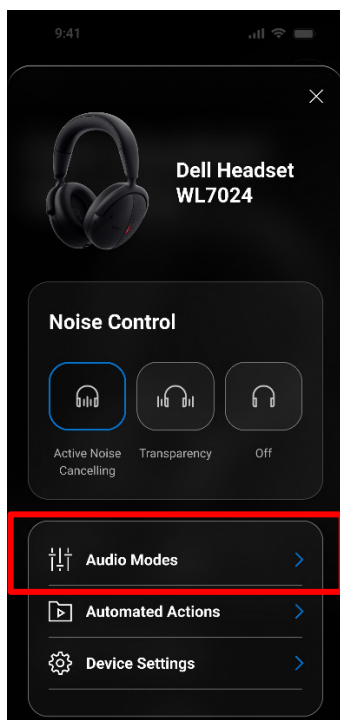 9:41
Dell Headset
WL7024
Noise Control
Active Noise
Cancelling
Transparency
Off
Audio Modes
Automated Actions
Device Settings